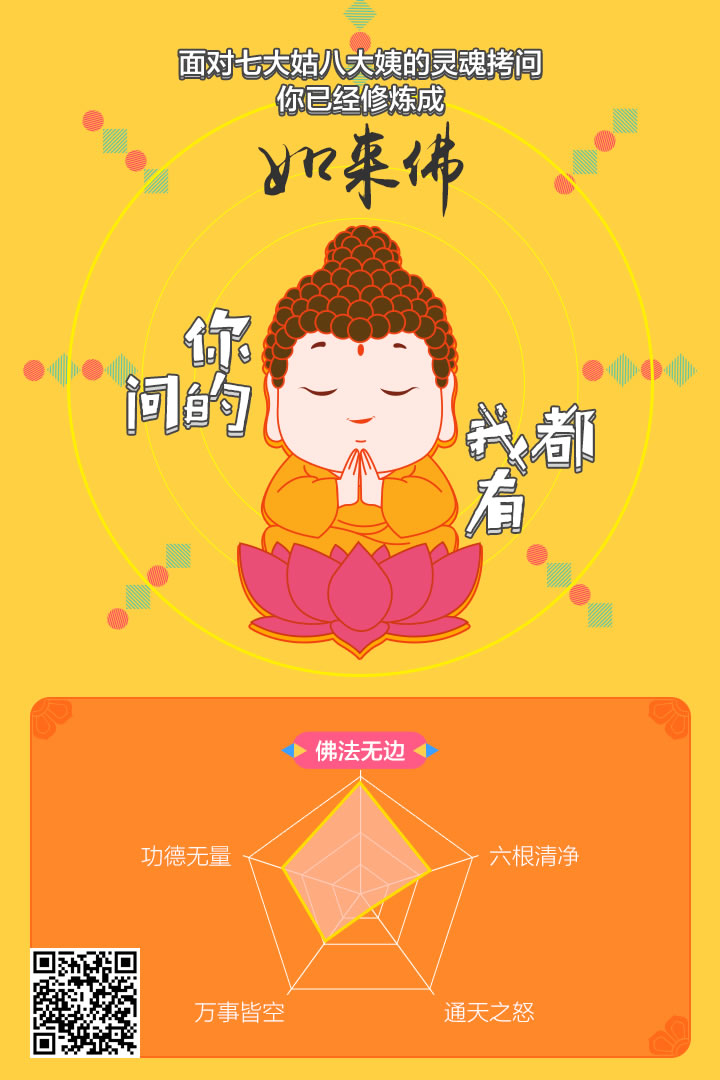 面对七大姑八大姨的灵魂拷问
你已经修炼成
如来佛
你
问的
我都
有
佛法无边
功德无量
六根清净
万事皆空
通天之怒